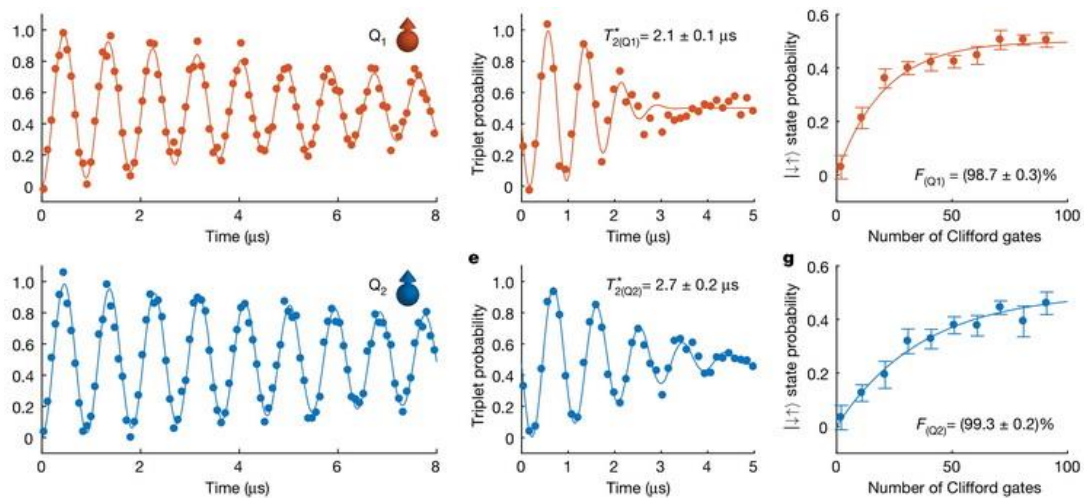 Triplet probability
1.0
0.8
0.6
0.4
0.2
0
0 2 4 6 8
Time (μs)
Q1
1.0
0.8
0.6
0.4
0.2
0
Triplet probability
T*2(Q1) = 2.1 ± 0.1 μs
0 1 2 3 4 5
Time (μs)
|↓↑⟩ state probability
0.6
0.4
0.2
0
F(Q1) = (98.7 ± 0.3)%
0 50 100
Number of Clifford gates
1.0
0.8
0.6
0.4
0.2
0
Q2
0 2 4 6 8
Time (μs)
e
Triplet probability
1.0
0.8
0.6
0.4
0.2
0
T*2(Q2) = 2.7 ± 0.2 μs
0 1 2 3 4 5
Time (μs)
g
|↓↑⟩ state probability
0.6
0.4
0.2
0
F(Q2) = (99.3 ± 0.2)%
0 50 100
Number of Clifford gates